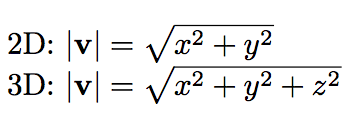 2D: |v| = √x² + y²
3D: |v| = √x² + y² + z²